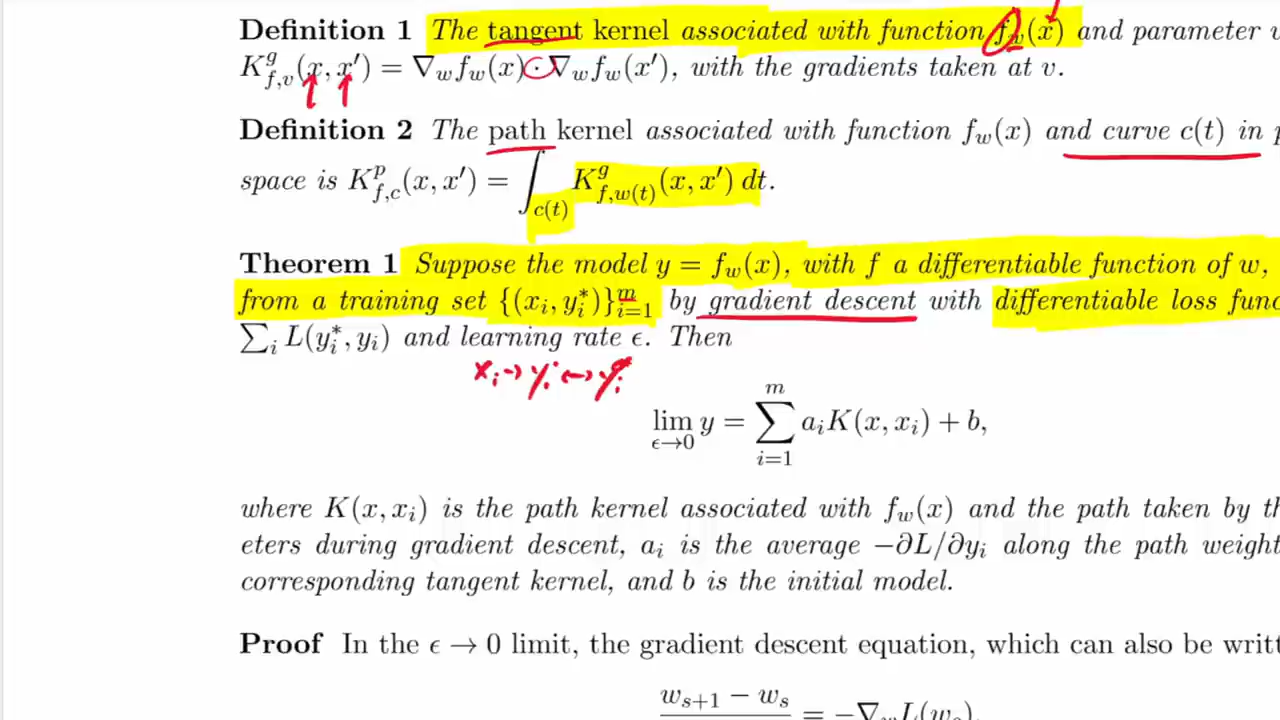 Definition 1 The tangent kernel associated with function f_w(x) and parameter v
K^g_{f,v}(x, x′) = ∇_w f_w(x) · ∇_w f_w(x′), with the gradients taken at v.
Definition 2 The path kernel associated with function f_w(x) and curve c(t) in p
space is K^p_{f,c}(x, x′) = ∫_{c(t)} K^g_{f,w(t)}(x, x′) dt.
Theorem 1 Suppose the model y = f_w(x), with f a differentiable function of w,
from a training set {(x_i, y_i^*)}_{i=1}^m by gradient descent with differentiable loss func
∑_i L(y_i^*, y_i) and learning rate ϵ. Then
x_i → y_i ↔ y_i^*
lim_{ϵ→0} y = ∑_{i=1}^m a_i K(x, x_i) + b,
where K(x, x_i) is the path kernel associated with f_w(x) and the path taken by th
eters during gradient descent, a_i is the average −∂L/∂y_i along the path weight
corresponding tangent kernel, and b is the initial model.
Proof In the ϵ → 0 limit, the gradient descent equation, which can also be writt
w_{s+1} − w_s = −∇_w L(w_s),